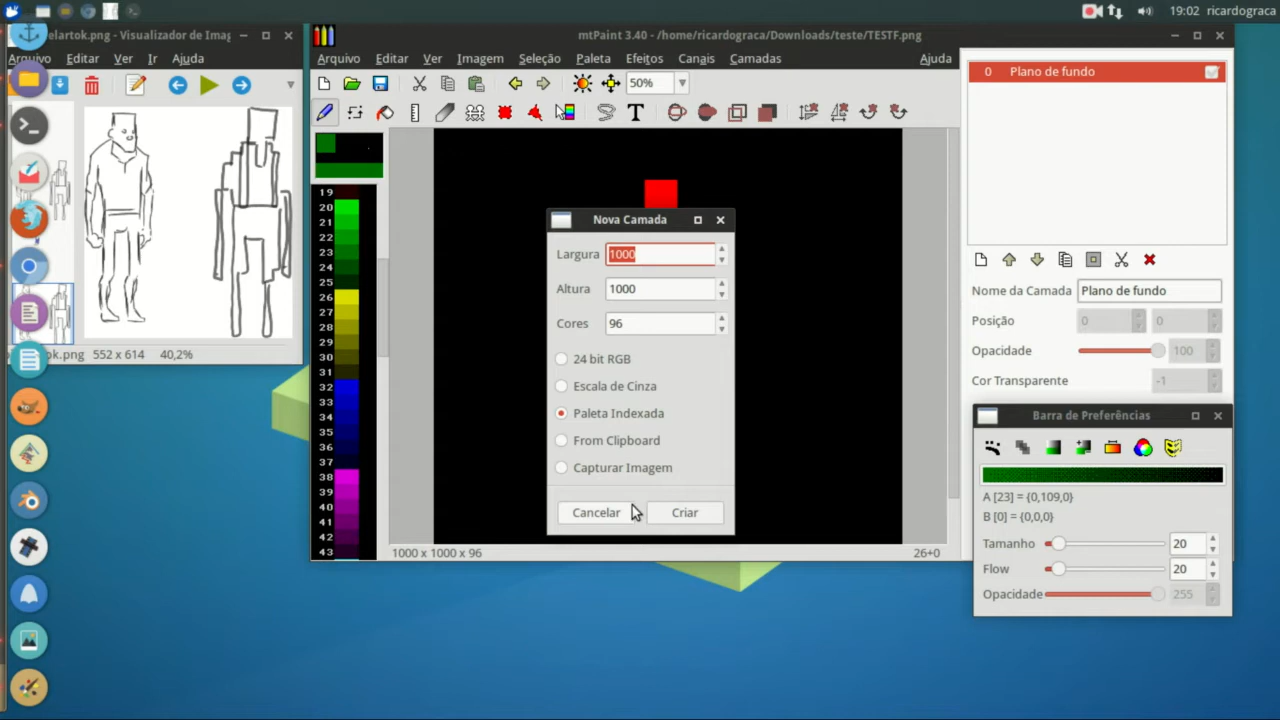 19:02 ricardograca
elartok.png - Visualizador de Imag
Arquivo Editar Ver Ir Ajuda
ok.png 552 x 614 40,2%
mtPaint 3.40 - /home/ricardograca/Downloads/teste/TESTF.png
Arquivo Editar Ver Imagem Seleção Paleta Efeitos Canais Camadas Ajuda
50%
19
20
21
22
23
24
25
26
27
28
29
30
31
32
33
34
35
36
37
38
39
40
41
42
43
1000 x 1000 x 96 26+0
Nova Camada
Largura 1000
Altura 1000
Cores 96
24 bit RGB
Escala de Cinza
Paleta Indexada
From Clipboard
Capturar Imagem
Cancelar Criar
0 Plano de fundo
Nome da Camada Plano de fundo
Posição 0 0
Opacidade 100
Cor Transparente -1
Barra de Preferências
A [23] = {0,109,0}
B [0] = {0,0,0}
Tamanho 20
Flow 20
Opacidade 255